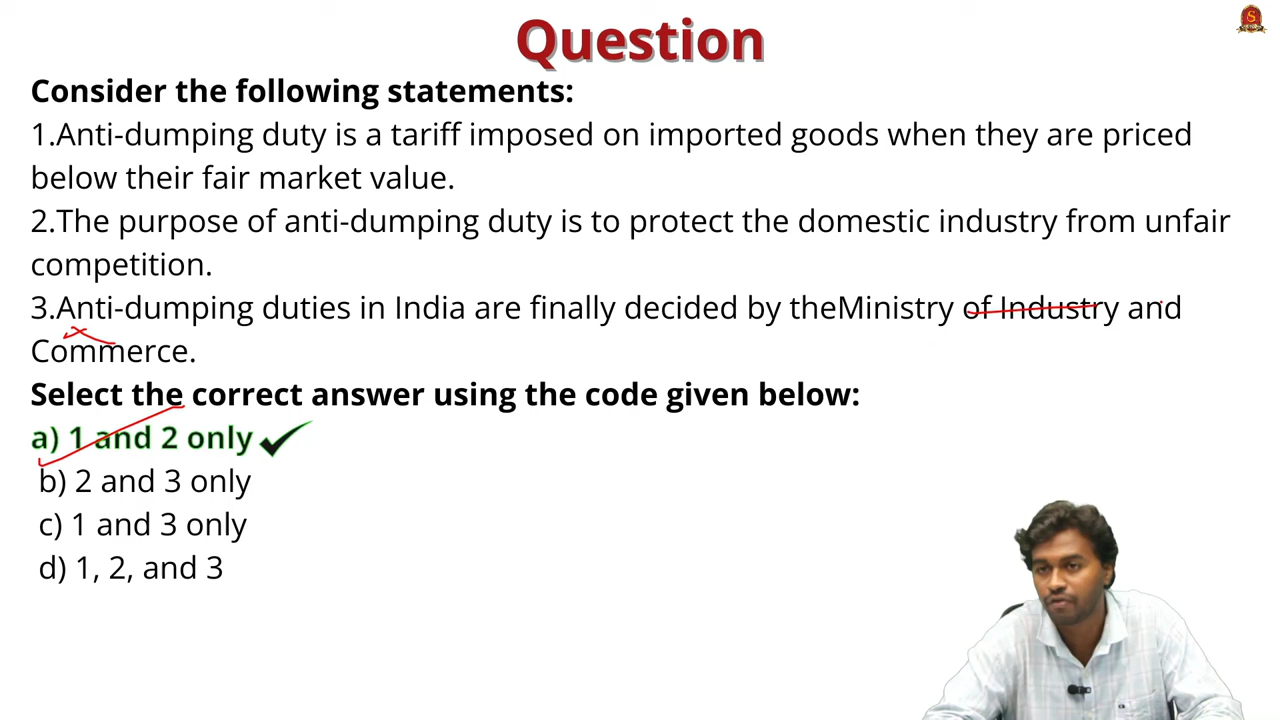 Question
Consider the following statements:
1.Anti-dumping duty is a tariff imposed on imported goods when they are priced
below their fair market value.
2.The purpose of anti-dumping duty is to protect the domestic industry from unfair
competition.
3.Anti-dumping duties in India are finally decided by theMinistry of Industry and
Commerce.
Select the correct answer using the code given below:
a) 1 and 2 only
b) 2 and 3 only
c) 1 and 3 only
d) 1, 2, and 3